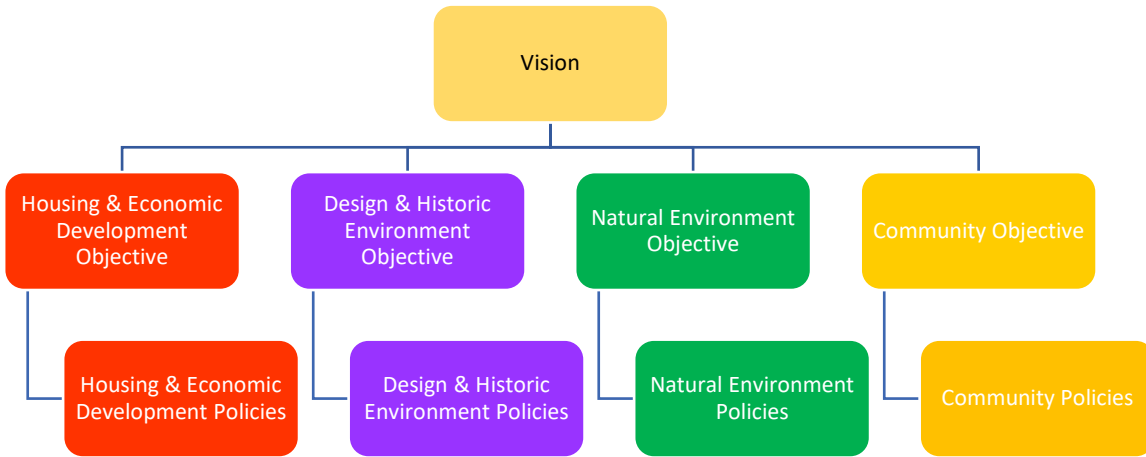 Vision
Housing & Economic
Development
Objective
Design & Historic
Environment
Objective
Natural Environment
Objective
Community Objective
Housing & Economic
Development Policies
Design & Historic
Environment Policies
Natural Environment
Policies
Community Policies